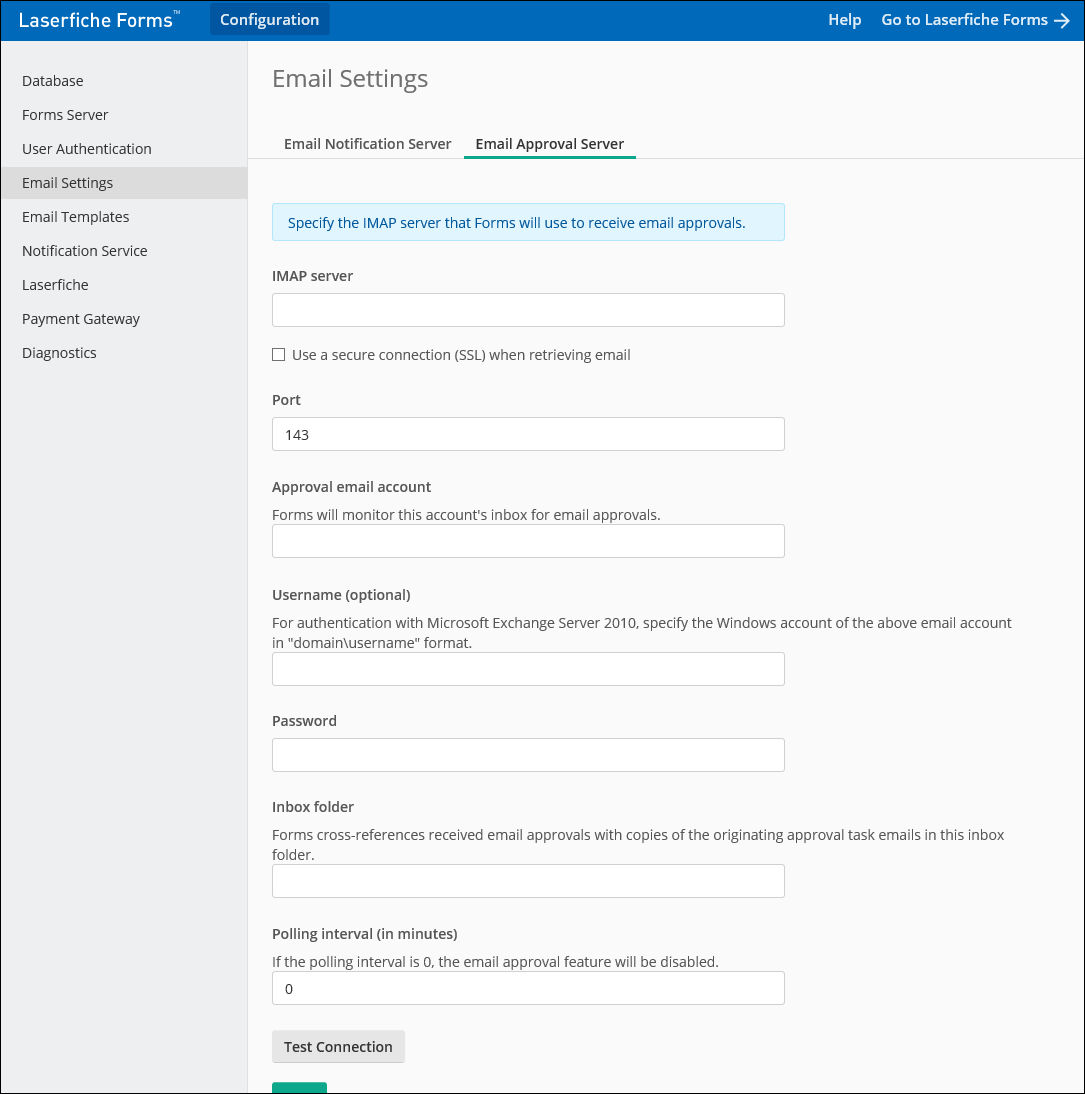 Laserfiche Forms™
Configuration
Help
Go to Laserfiche Forms
Database
Forms Server
User Authentication
Email Settings
Email Templates
Notification Service
Laserfiche
Payment Gateway
Diagnostics
Email Settings
Email Notification Server
Email Approval Server
Specify the IMAP server that Forms will use to receive email approvals.
IMAP server
Use a secure connection (SSL) when retrieving email
Port
143
Approval email account
Forms will monitor this account's inbox for email approvals.
Username (optional)
For authentication with Microsoft Exchange Server 2010, specify the Windows account of the above email account
in "domain\username" format.
Password
Inbox folder
Forms cross-references received email approvals with copies of the originating approval task emails in this inbox
folder.
Polling interval (in minutes)
If the polling interval is 0, the email approval feature will be disabled.
0
Test Connection